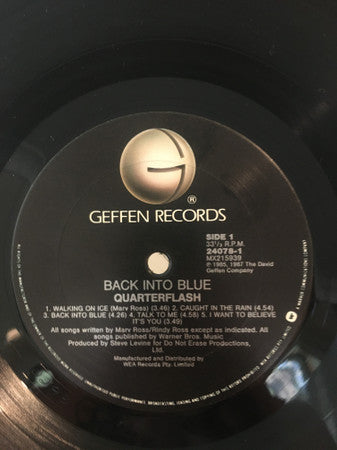 G
®
GEFFEN RECORDS
SIDE 1
33⅓ R.P.M.
24078-1
MX215939
℗ 1985, 1987 The David
Geffen Company
BACK INTO BLUE
QUARTERFLASH
1. WALKING ON ICE (Marv Ross) (3.46) 2. CAUGHT IN THE RAIN (4.54)
3. BACK INTO BLUE (4.26) 4. TALK TO ME (4.58) 5. I WANT TO BELIEVE
IT'S YOU (3.49)
All songs written by Marv Ross/Rindy Ross except as indicated. All
songs published by Warner Bros. Music
Produced by Steve Levine for Do Not Erase Productions,
Ltd.
Manufactured and Distributed by
WEA Records Pty. Limited